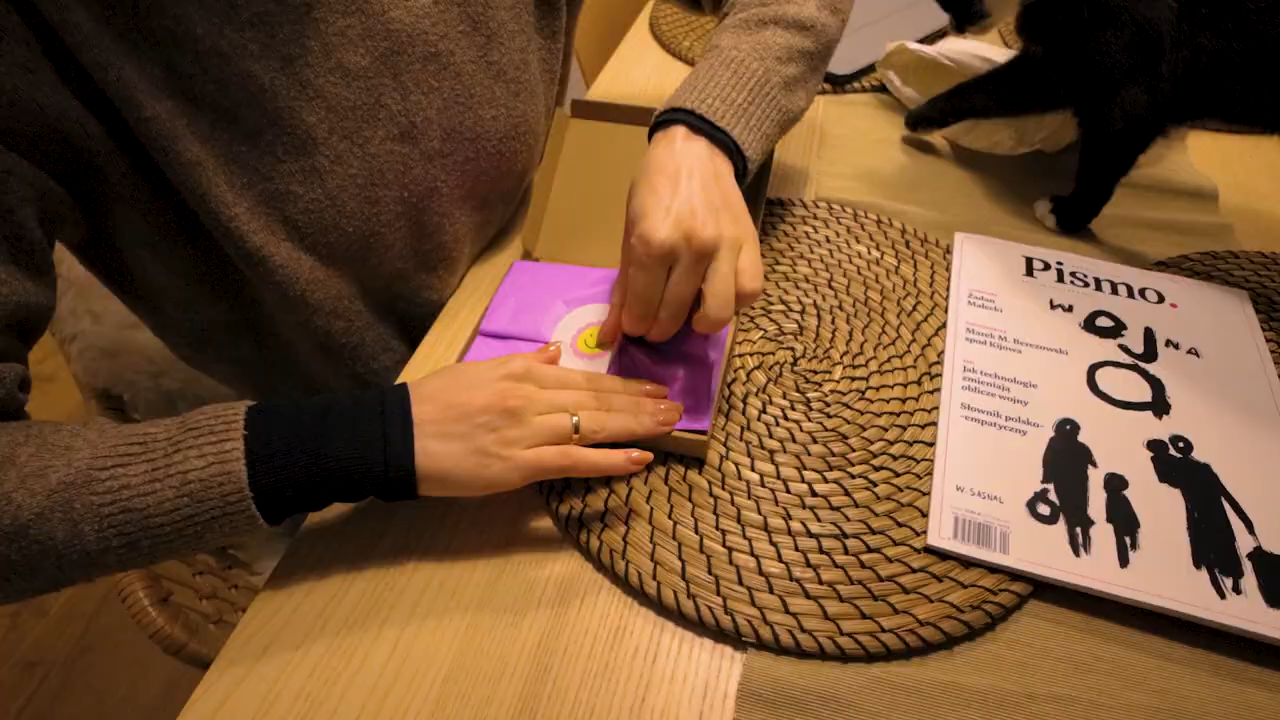 Pismo.
Żadan
Małecki
Marek M. Berezowski
spod Kijowa
Jak technologie
zmieniają
oblicze wojny
Słownik polsko-
-empatyczny
WOJNA
W. SASNAL